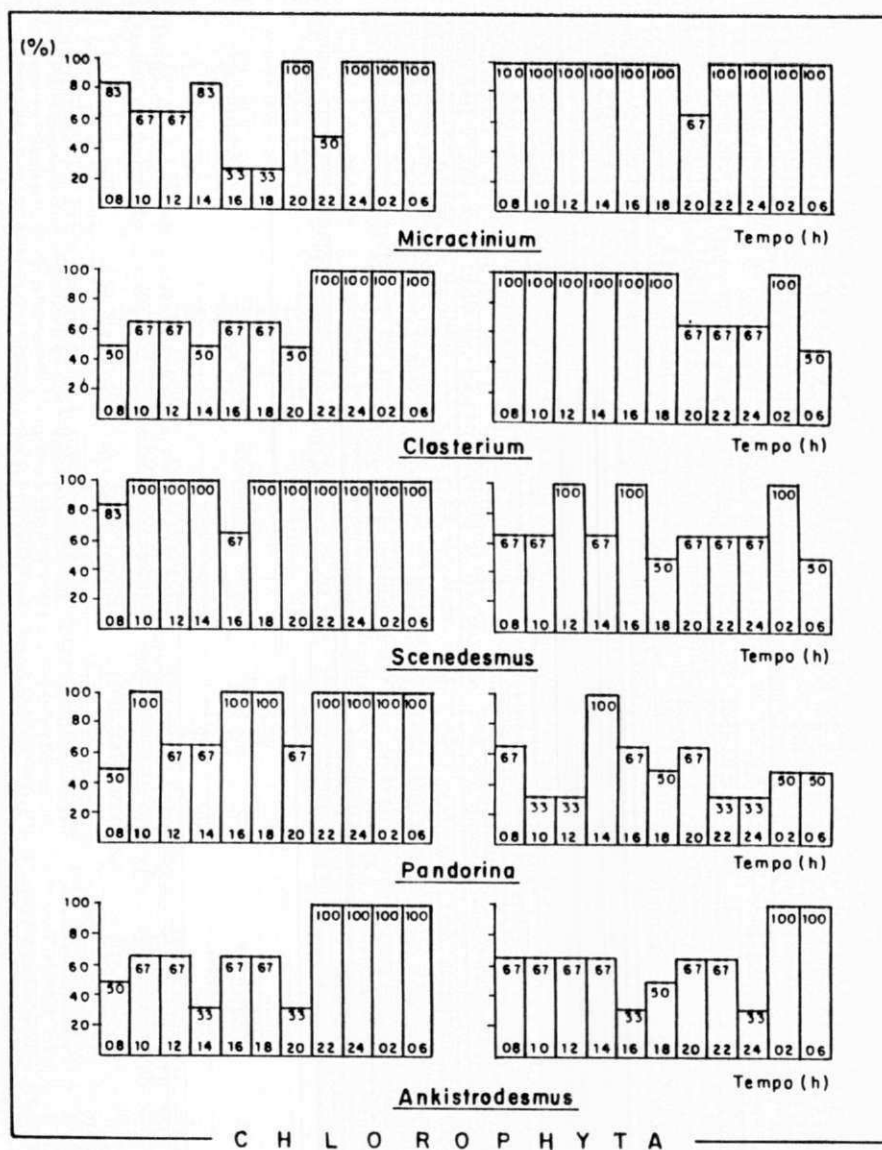 (%)
100 80 60 40 20
83 67 67 83 33 33 100 50 100 100 100
08 10 12 14 16 18 20 22 24 02 06
100 100 100 100 100 100 67 100 100 100 100
08 10 12 14 16 18 20 22 24 02 06
Micractinium
Tempo (h)
100 80 60 40 20
50 67 67 50 67 67 50 100 100 100 100
08 10 12 14 16 18 20 22 24 02 06
100 100 100 100 100 100 67 67 67 100 50
08 10 12 14 16 18 20 22 24 02 06
Closterium
Tempo (h)
100 80 60 40 20
83 100 100 100 67 100 100 100 100 100 100
08 10 12 14 16 18 20 22 24 02 06
67 67 100 67 100 50 67 67 67 100 50
08 10 12 14 16 18 20 22 24 02 06
Scenedesmus
Tempo (h)
100 80 60 40 20
50 100 67 67 100 100 67 100 100 100 100
08 10 12 14 16 18 20 22 24 02 06
67 33 33 100 67 50 67 33 33 50 50
08 10 12 14 16 18 20 22 24 02 06
Pandorina
Tempo (h)
100 80 60 40 20
50 67 67 33 67 67 33 100 100 100 100
08 10 12 14 16 18 20 22 24 02 06
67 67 67 67 33 50 67 67 33 100 100
08 10 12 14 16 18 20 22 24 02 06
Ankistrodesmus
Tempo (h)
CHLOROPHYTA